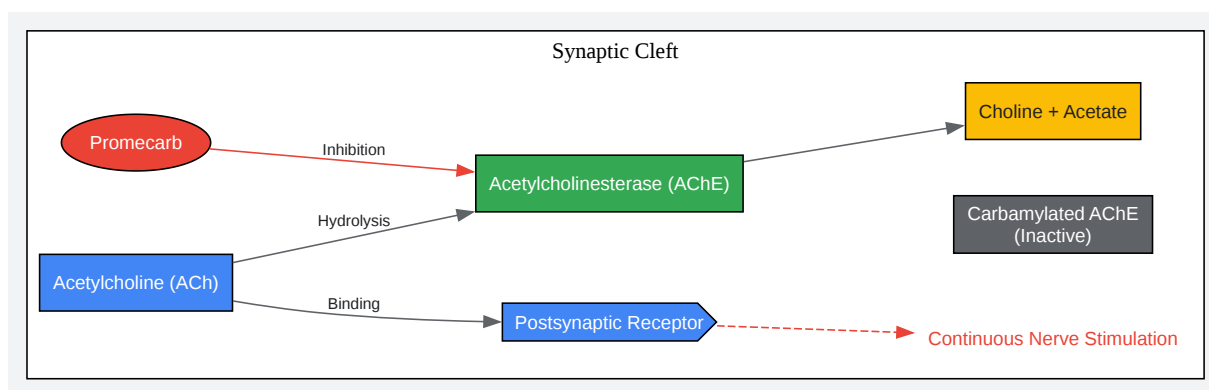 Synaptic Cleft
Promecarb
Inhibition
Acetylcholinesterase (AChE)
Choline + Acetate
Hydrolysis
Carbamylated AChE
(Inactive)
Acetylcholine (ACh)
Binding
Postsynaptic Receptor
Continuous Nerve Stimulation